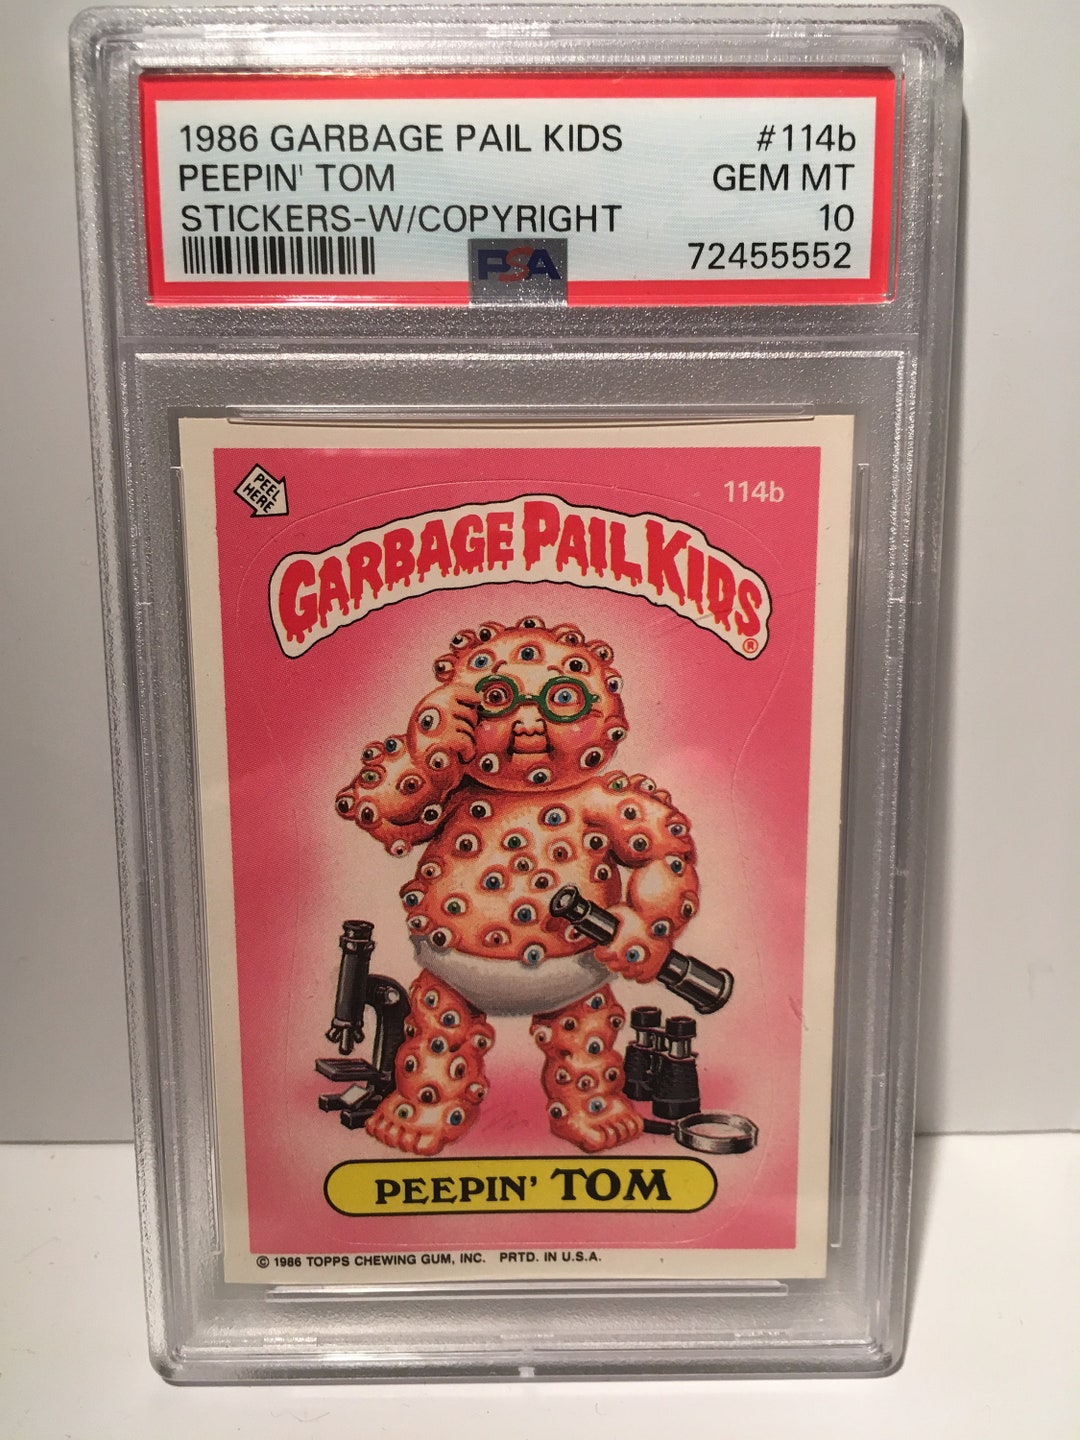 1986 GARBAGE PAIL KIDS #114b
PEEPIN' TOM GEM MT
STICKERS-W/COPYRIGHT 10
PSA 72455552
PEEL
HERE
114b
GARBAGE PAIL KIDS
®
PEEPIN' TOM
© 1986 TOPPS CHEWING GUM, INC. PRTD. IN U.S.A.